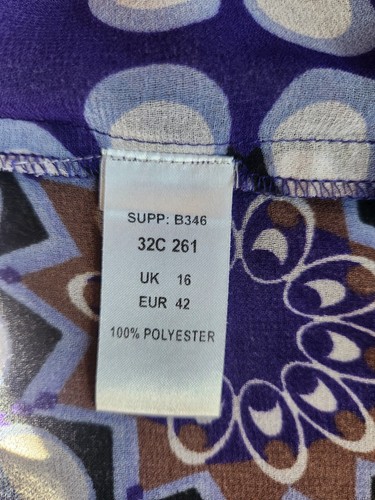 SUPP: B346
32C 261
UK 16
EUR 42
100% POLYESTER